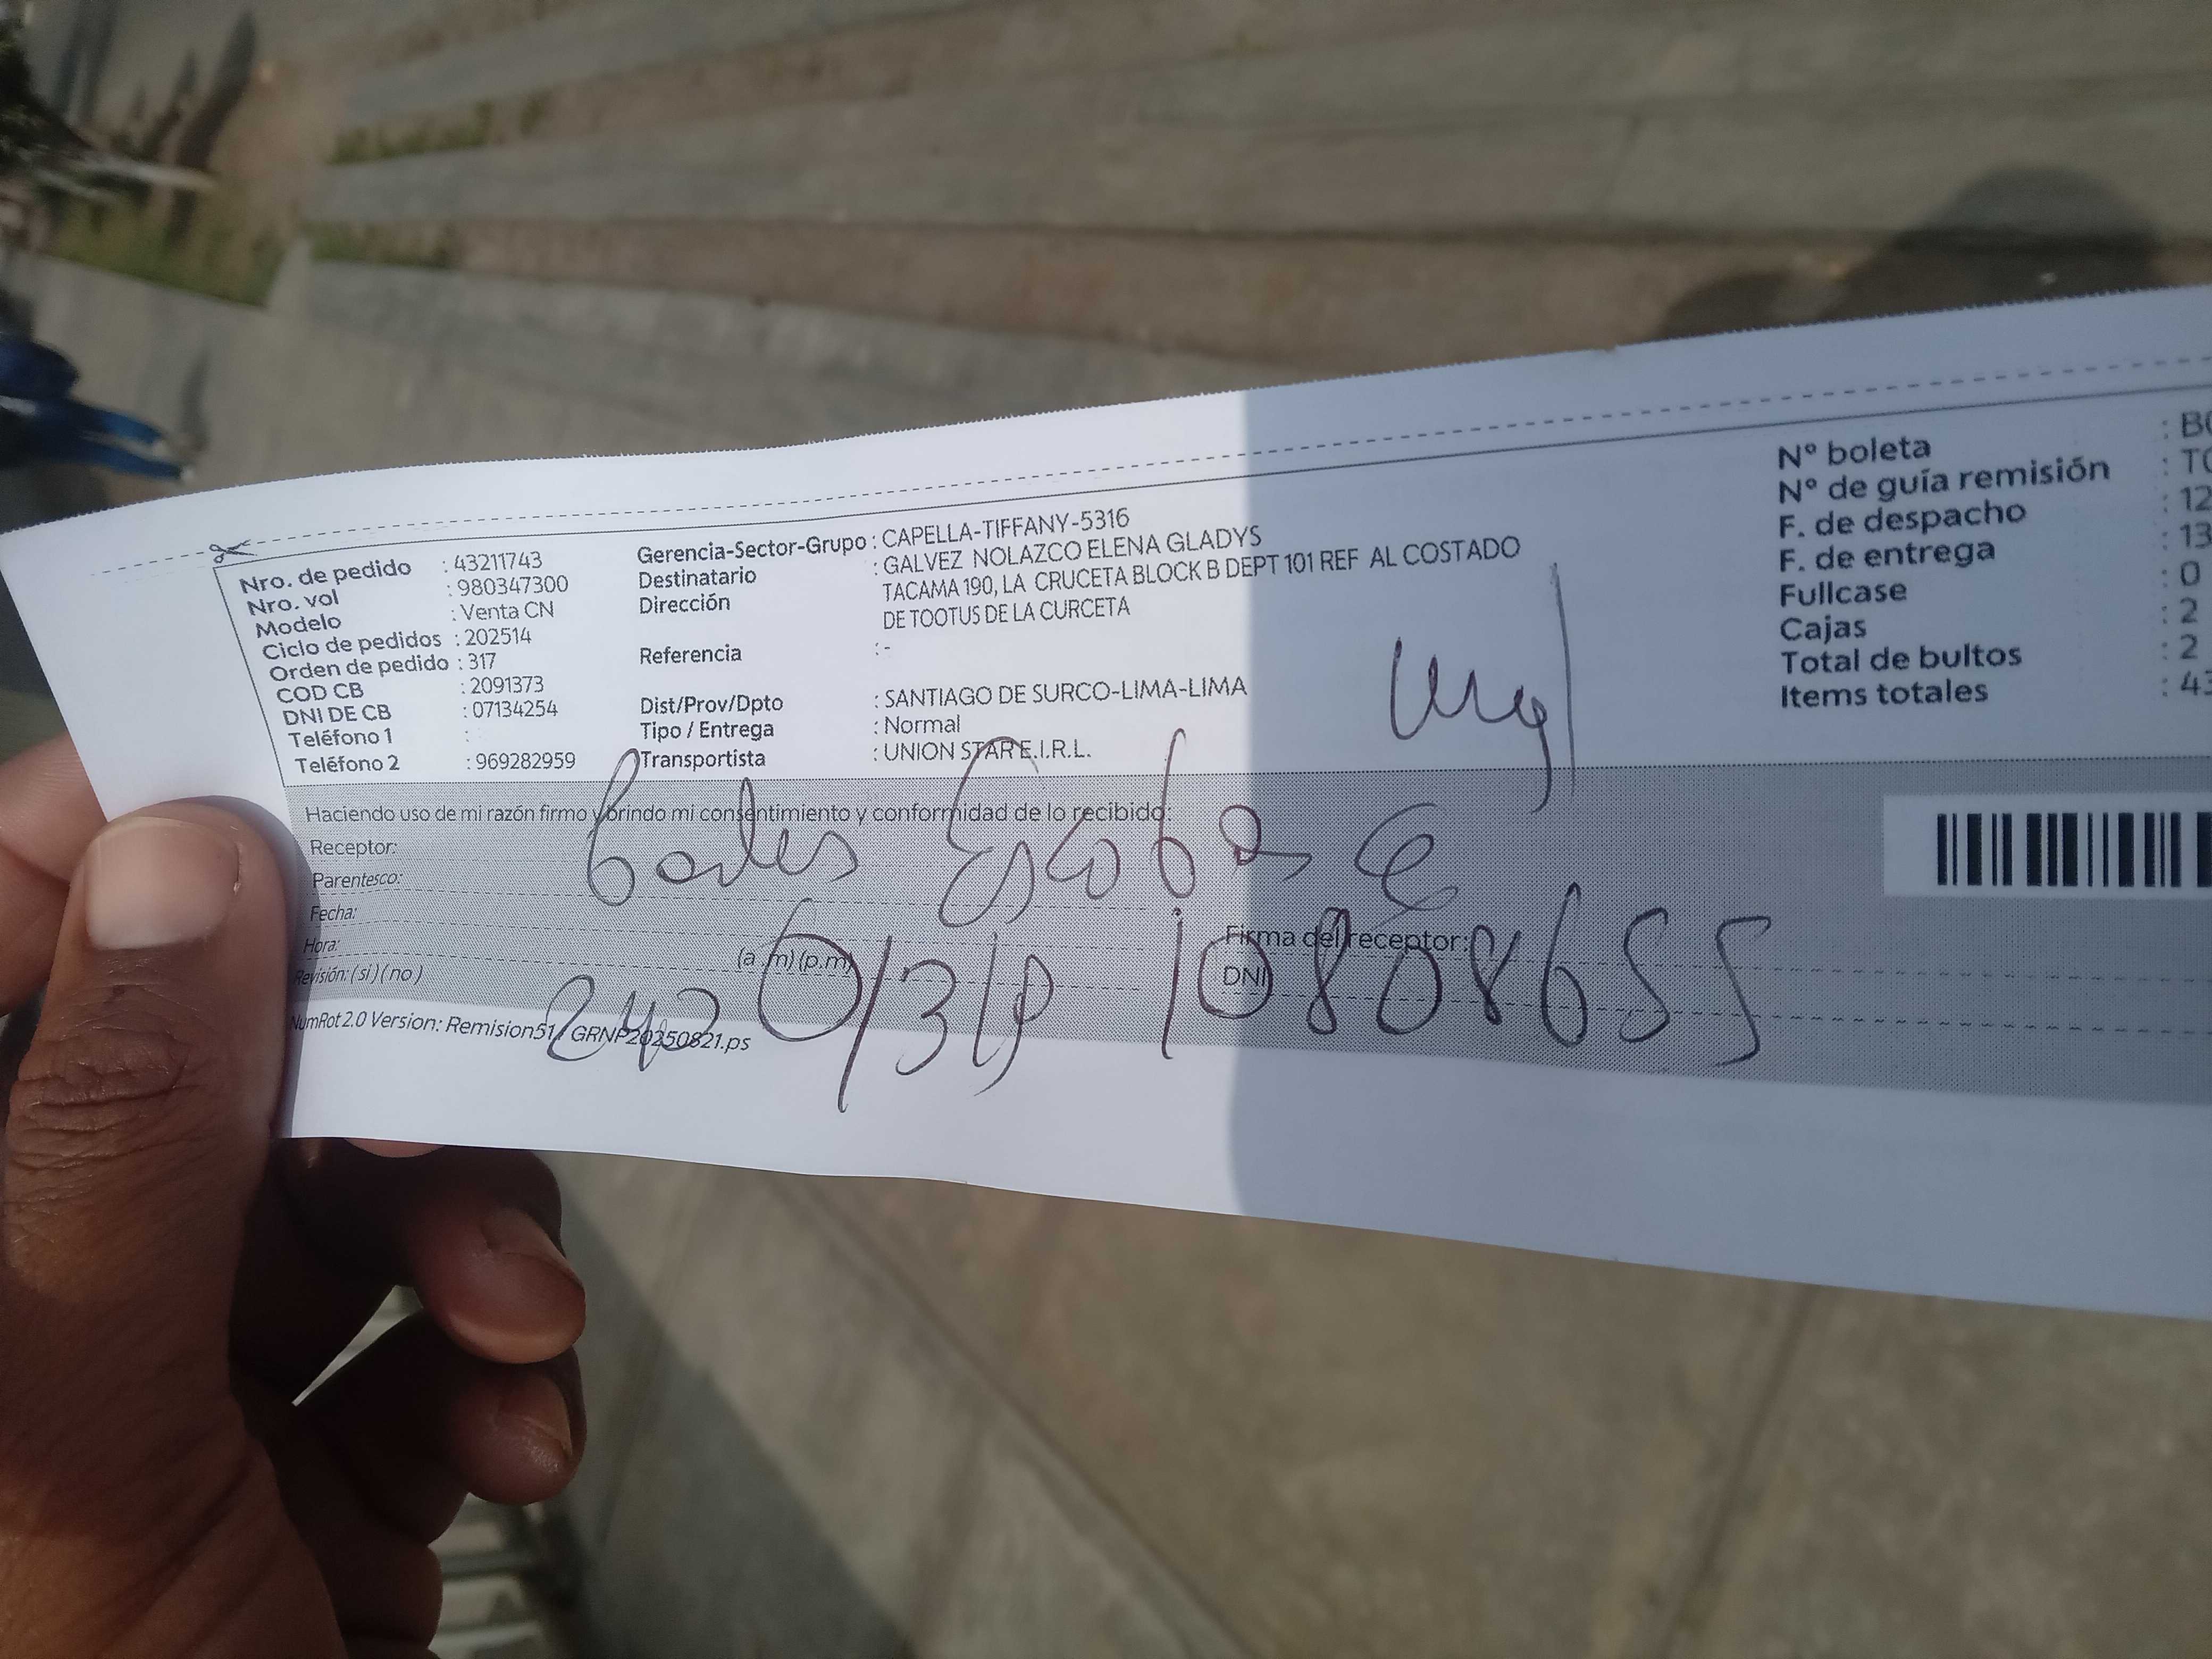 Nro. de pedido : 43211743
Nro. vol : 980347300
Modelo : Venta CN
Ciclo de pedidos : 202514
Orden de pedido : 317
COD CB : 2091373
DNI DE CB : 07134254
Teléfono 1 :
Teléfono 2 : 969282959
Gerencia-Sector-Grupo : CAPELLA-TIFFANY-5316
Destinatario : GALVEZ NOLAZCO ELENA GLADYS
Dirección TACAMA 190, LA CRUCETA BLOCK B DEPT 101 REF AL COSTADO
DE TOOTUS DE LA CURCETA
Referencia : -
Dist/Prov/Dpto : SANTIAGO DE SURCO-LIMA-LIMA
Tipo / Entrega : Normal
Transportista : UNION STAR E.I.R.L.
N° boleta : B
N° de guía remisión : T
F. de despacho : 12
F. de entrega : 13
Fullcase : 0
Cajas : 2
Total de bultos : 2
Items totales : 43
Haciendo uso de mi razón firmo y brindo mi consentimiento y conformidad de lo recibido:
Receptor:
Parentesco:
Fecha:
Hora: (a.m) (p.m)
Revisión: ( si ) ( no )
Escobar
Firma del receptor:
DNI
10808655
NumRot 2.0 Version: Remision51 / GRNP20250821.ps